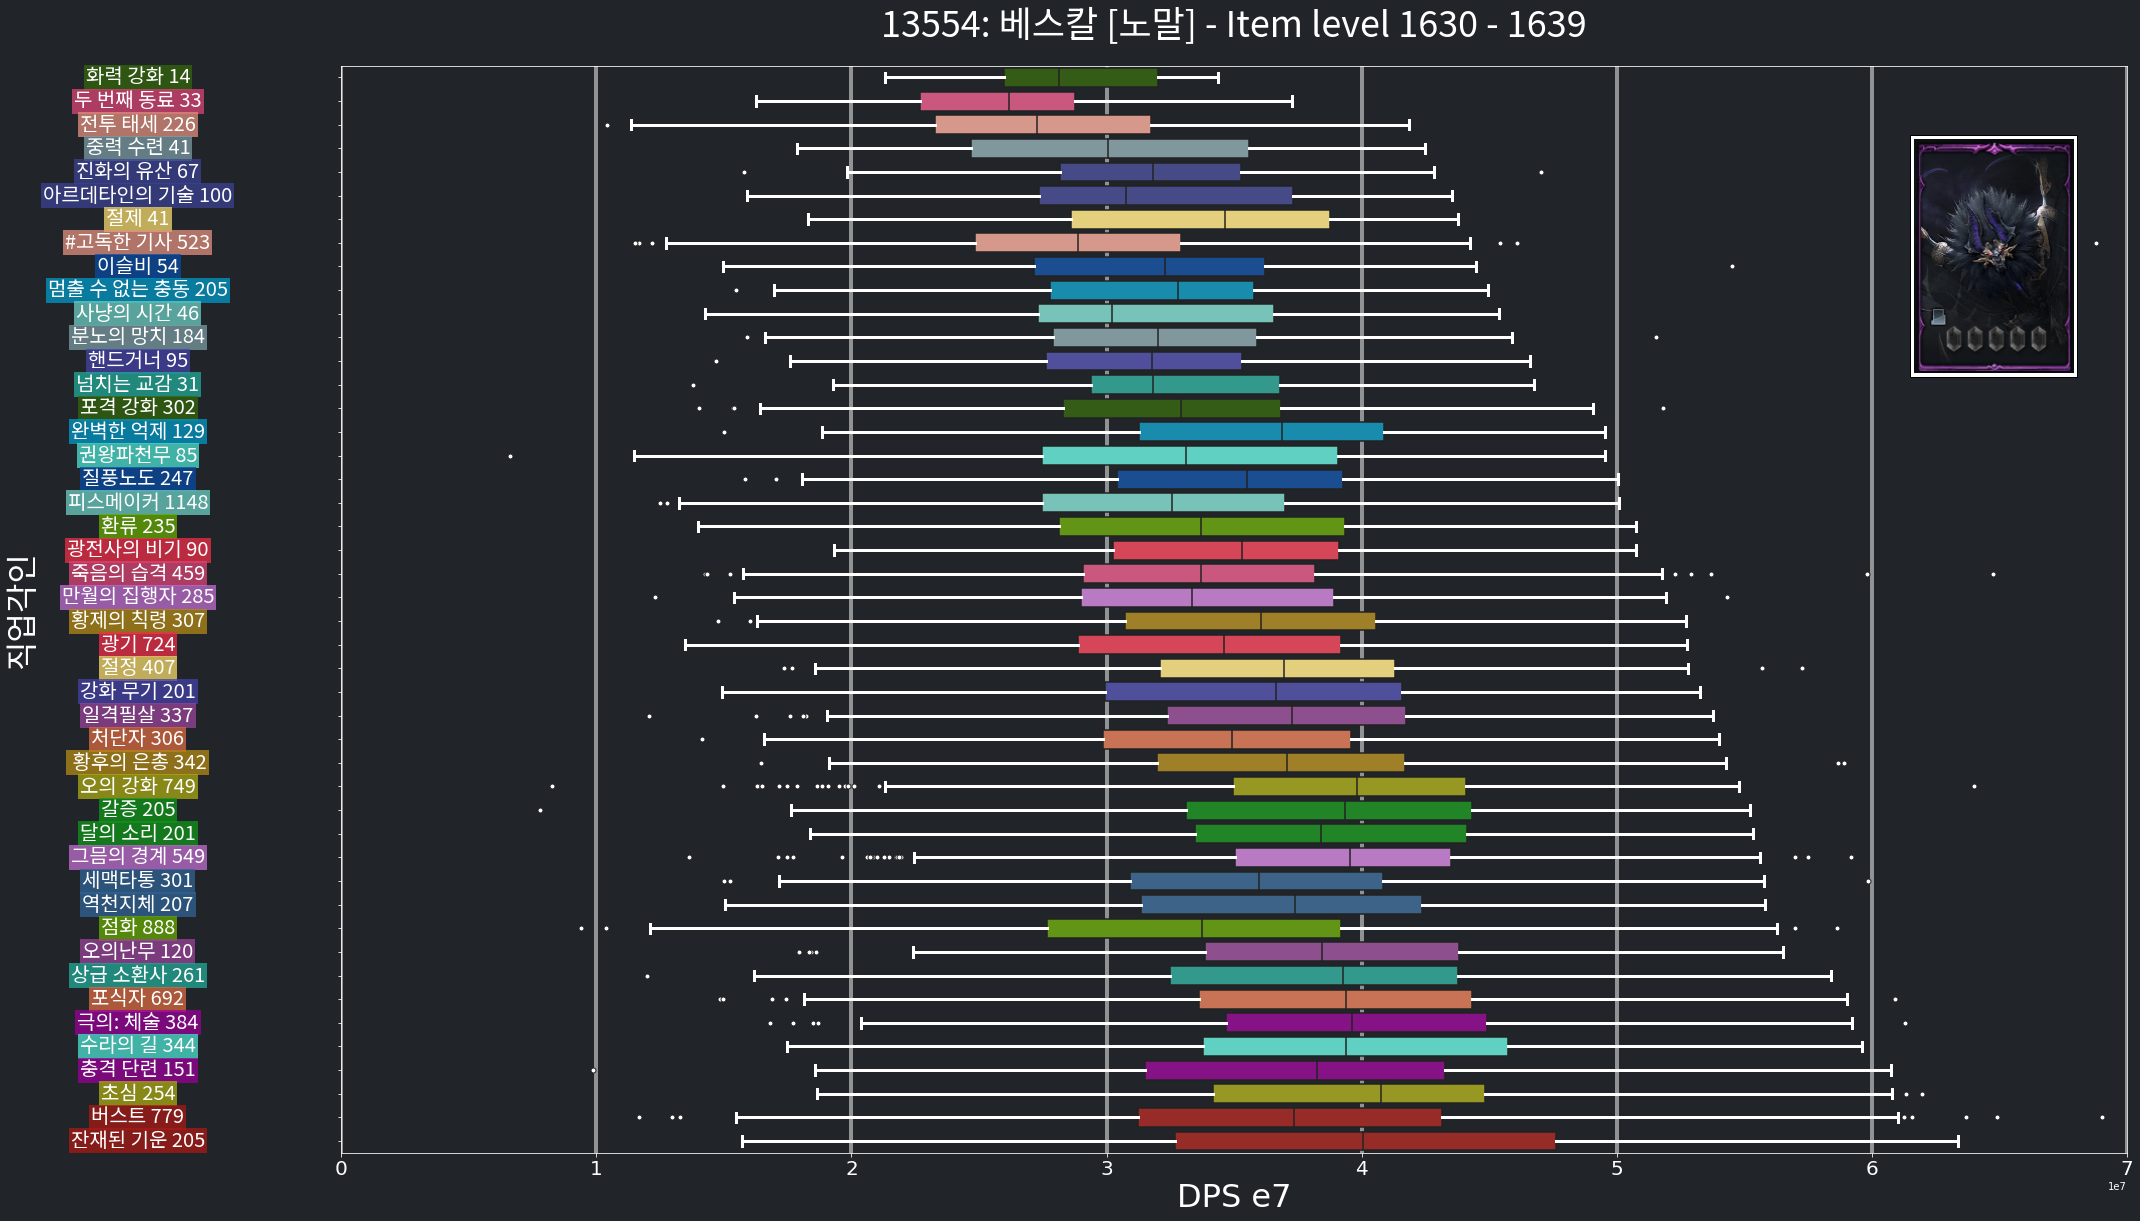 13554: 베스칼 [노말] - Item level 1630 - 1639
화력 강화 14
두 번째 동료 33
전투 태세 226
중력 수련 41
진화의 유산 67
아르데타인의 기술 100
절제 41
#고독한 기사 523
이슬비 54
멈출 수 없는 충동 205
사냥의 시간 46
분노의 망치 184
핸드거너 95
넘치는 교감 31
포격 강화 302
완벽한 억제 129
권왕파천무 85
질풍노도 247
피스메이커 1148
환류 235
광전사의 비기 90
죽음의 습격 459
만월의 집행자 285
황제의 칙령 307
광기 724
절정 407
강화 무기 201
일격필살 337
처단자 306
황후의 은총 342
오의 강화 749
갈증 205
달의 소리 201
그믐의 경계 549
세맥타통 301
역천지체 207
점화 888
오의난무 120
상급 소환사 261
포식자 692
극의: 체술 384
수라의 길 344
충격 단련 151
초심 254
버스트 779
잔재된 기운 205
직업각인
0 1 2 3 4 5 6 7
1e7
DPS e7